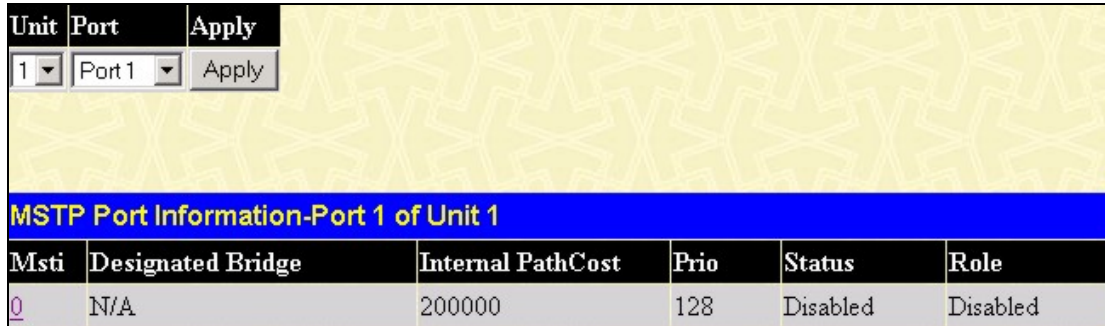 Unit Port Apply
1 Port 1 Apply
MSTP Port Information-Port 1 of Unit 1
Msti Designated Bridge Internal PathCost Prio Status Role
0 N/A 200000 128 Disabled Disabled